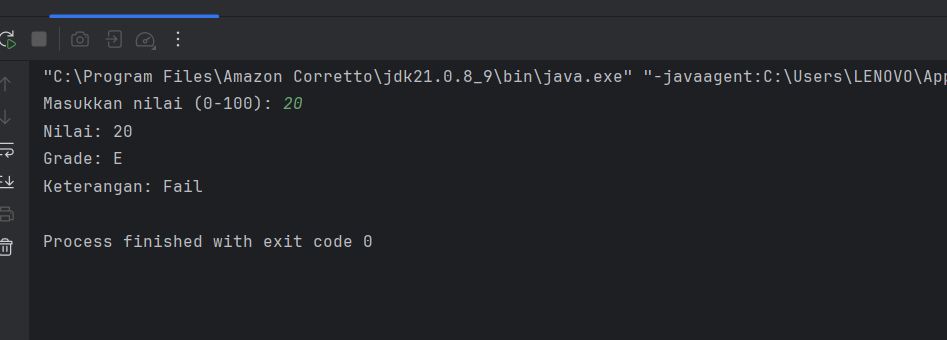 "C:\Program Files\Amazon Corretto\jdk21.0.8_9\bin\java.exe" "-javaagent:C:\Users\LENOVO\App
Masukkan nilai (0-100): 20
Nilai: 20
Grade: E
Keterangan: Fail
Process finished with exit code 0